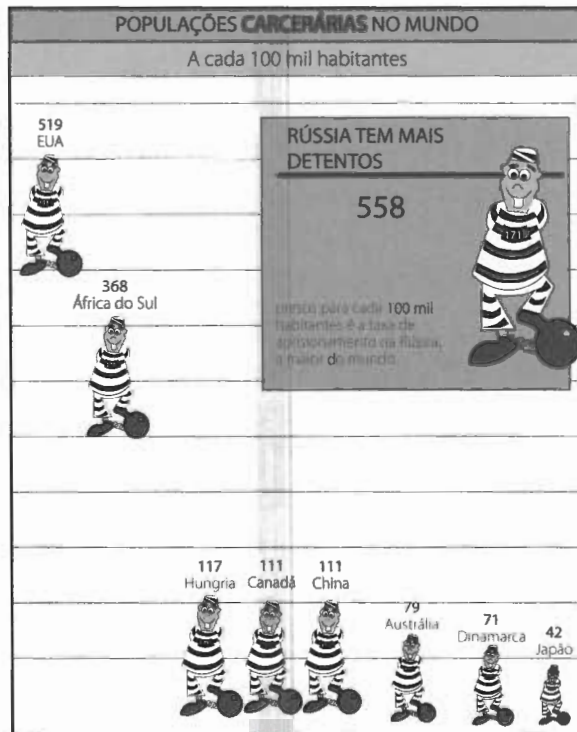 POPULAÇÕES CARCERÁRIAS NO MUNDO
A cada 100 mil habitantes
519
EUA
RÚSSIA TEM MAIS
DETENTOS
558
171
presos para cada 100 mil
habitantes é a taxa de
aprisionamento na Rússia,
a maior do mundo
368
África do Sul
117
Hungria
111
Canadá
111
China
79
Austrália
71
Dinamarca
42
Japão